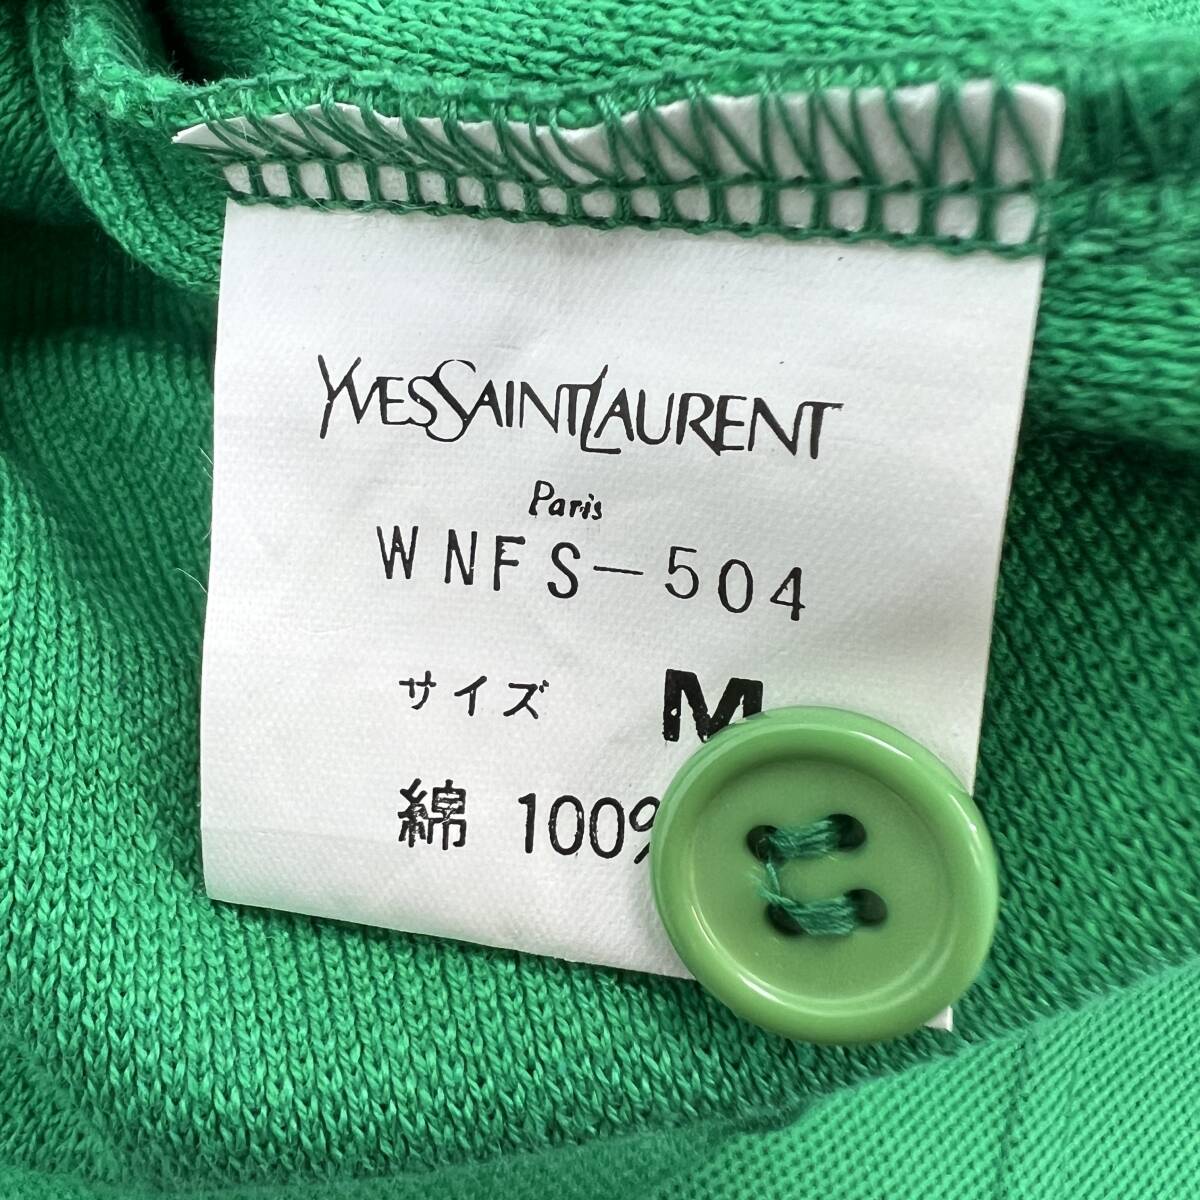 YVESSAINTLAURENT
Paris
WNFS-504
サイズ M
綿 100%